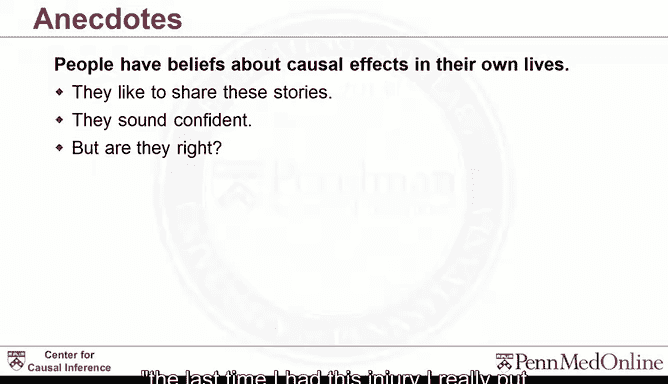 Anecdotes
People have beliefs about causal effects in their own lives.
They like to share these stories.
They sound confident.
But are they right?
Center for
Causal Inference
PennMedOnline
"the last time I had this injury I really put